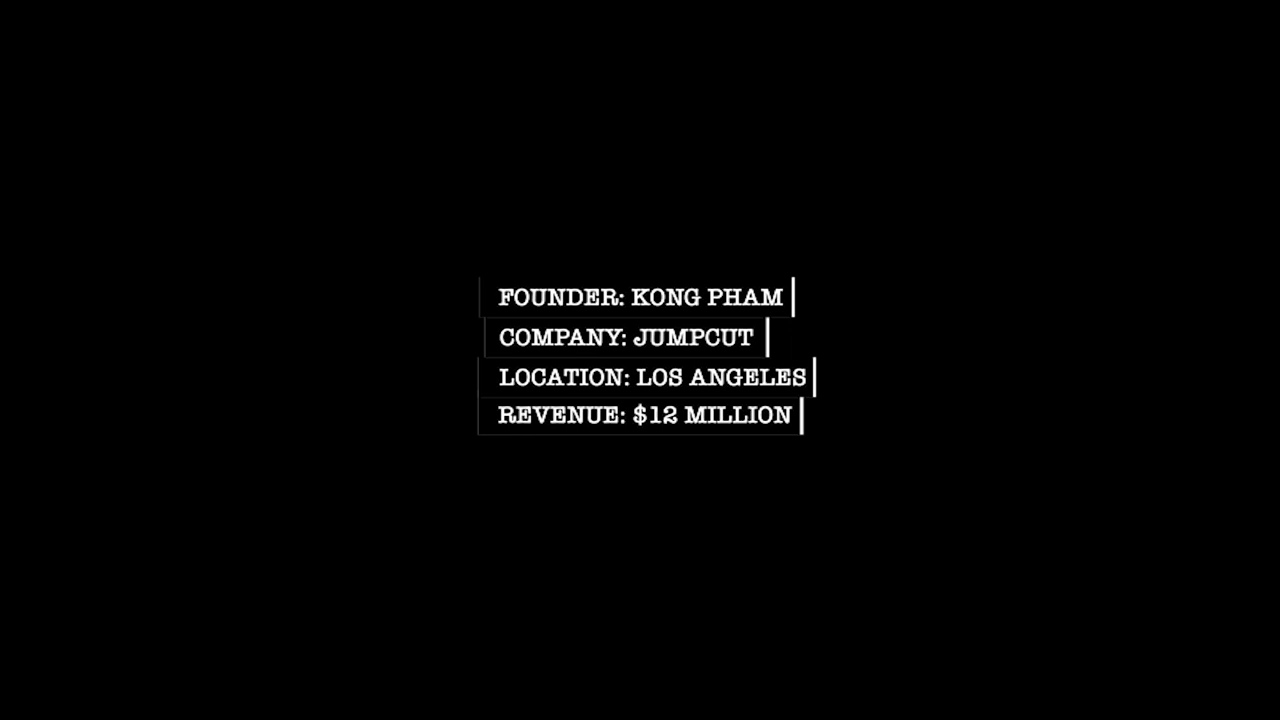 FOUNDER: KONG PHAM
COMPANY: JUMPCUT
LOCATION: LOS ANGELES
REVENUE: $12 MILLION